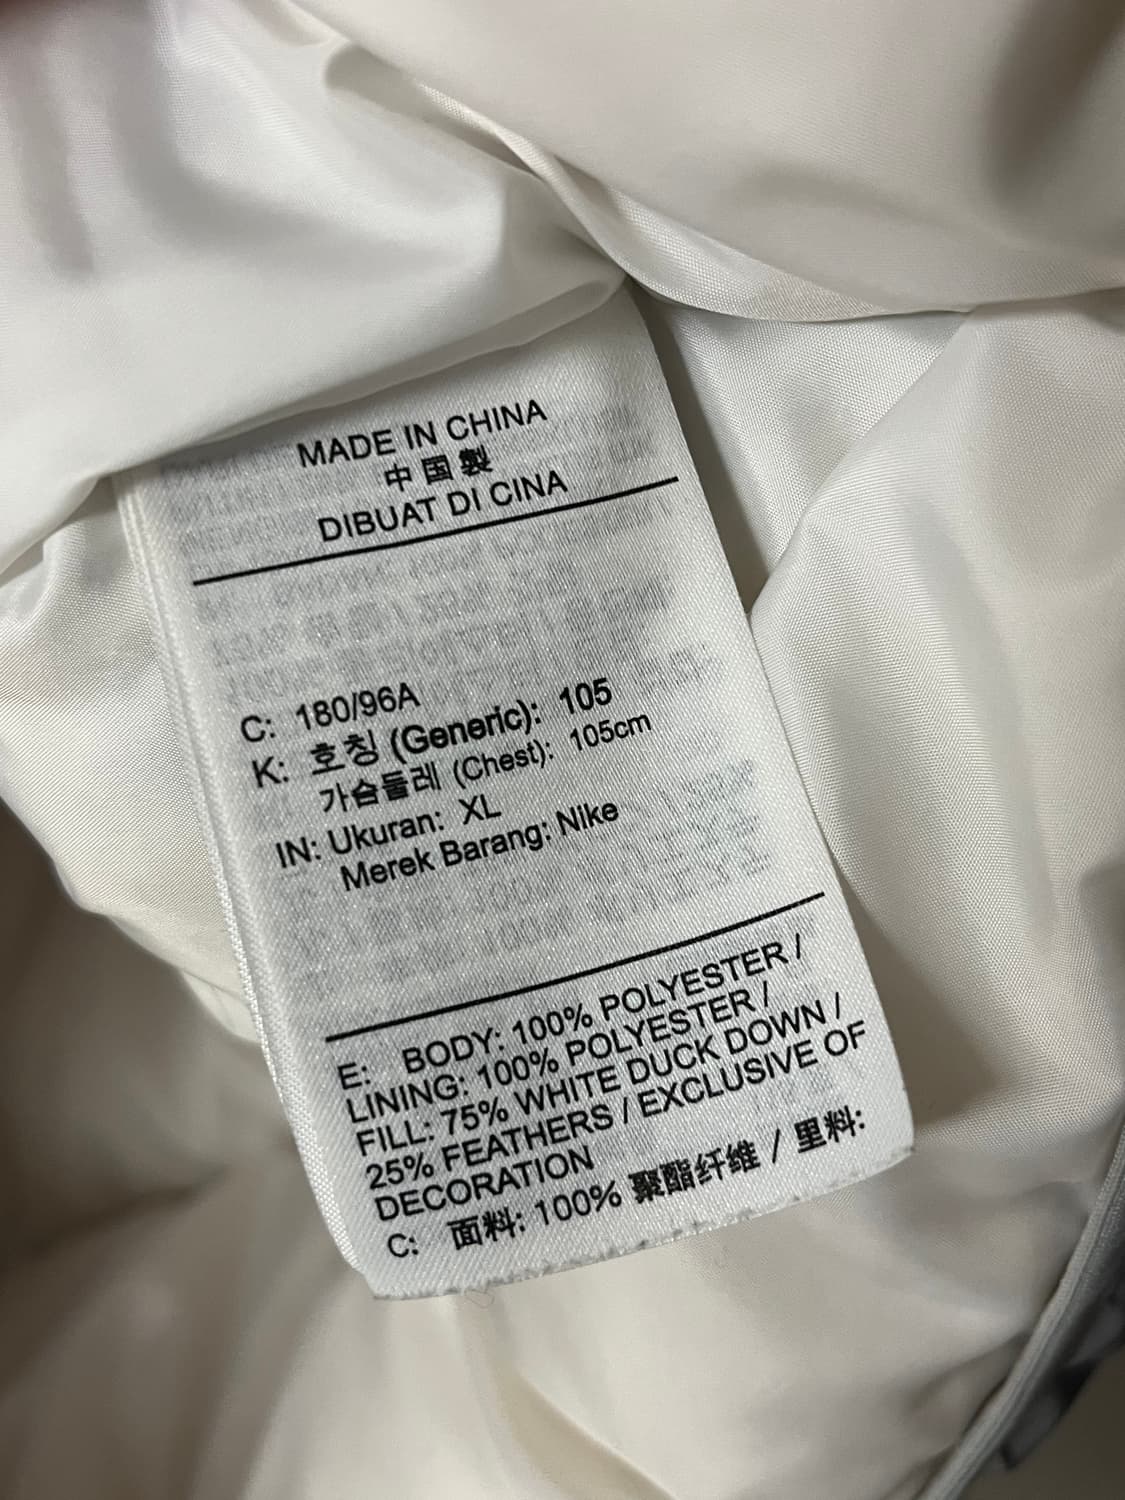 MADE IN CHINA
中国製
DIBUAT DI CINA
C: 180/96A
K: 호칭 (Generic): 105
가슴둘레 (Chest): 105cm
IN: Ukuran: XL
Merek Barang: Nike
E: BODY: 100% POLYESTER /
LINING: 100% POLYESTER /
FILL: 75% WHITE DUCK DOWN /
25% FEATHERS / EXCLUSIVE OF
DECORATION
C: 面料: 100% 聚酯纤维 / 里料: